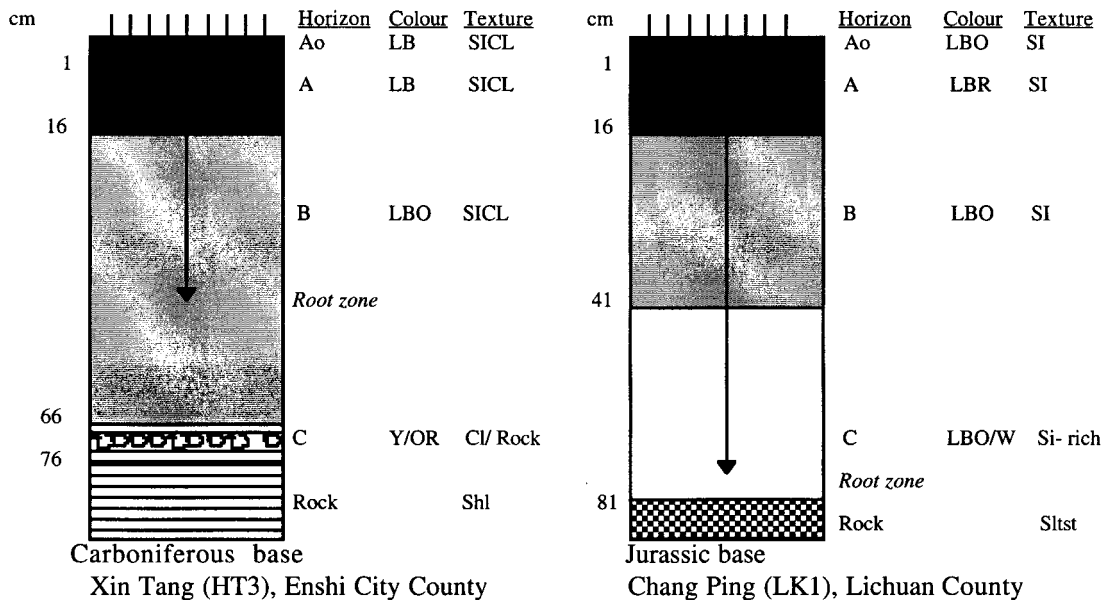 cm Horizon Colour Texture
Ao LB SICL
1
A LB SICL
16
B LBO SICL
Root zone
66
C Y/OR Cl/ Rock
76
Rock Shl
Carboniferous base
Xin Tang (HT3), Enshi City County
cm Horizon Colour Texture
Ao LBO SI
1
A LBR SI
16
B LBO SI
41
C LBO/W Si- rich
Root zone
81
Rock Sltst
Jurassic base
Chang Ping (LK1), Lichuan County